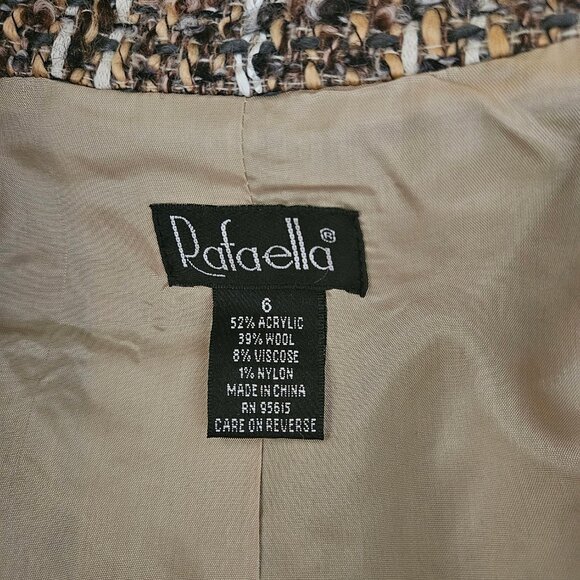 Rafaella®
6
52% ACRYLIC
39% WOOL
8% VISCOSE
1% NYLON
MADE IN CHINA
RN 95615
CARE ON REVERSE